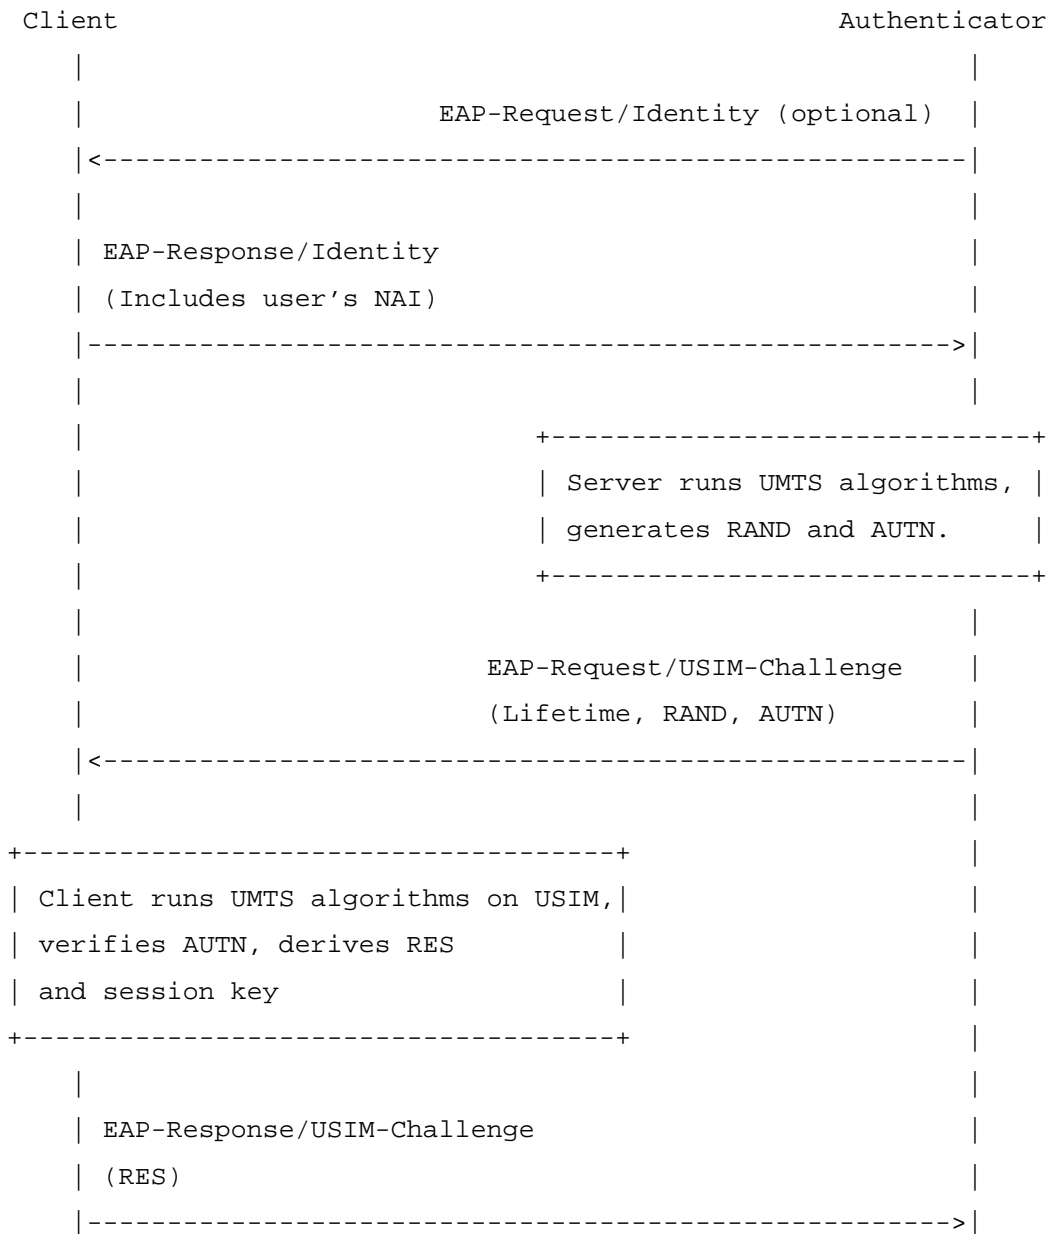 Client Authenticator
EAP-Request/Identity (optional)
EAP-Response/Identity
(Includes user's NAI)
Server runs UMTS algorithms,
generates RAND and AUTN.
EAP-Request/USIM-Challenge
(Lifetime, RAND, AUTN)
Client runs UMTS algorithms on USIM,
verifies AUTN, derives RES
and session key
EAP-Response/USIM-Challenge
(RES)